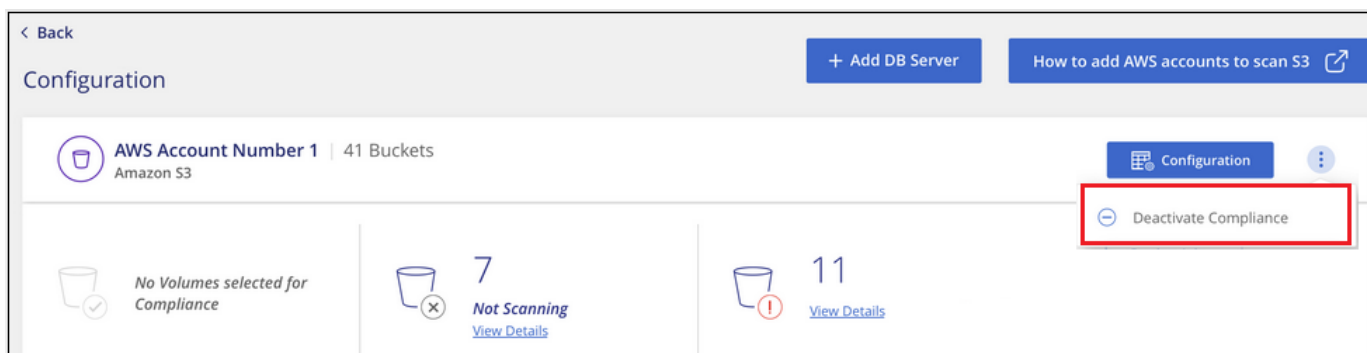 < Back
+ Add DB Server
How to add AWS accounts to scan S3
Configuration
AWS Account Number 1 | 41 Buckets
Amazon S3
Configuration
Deactivate Compliance
No Volumes selected for
Compliance
7
Not Scanning
View Details
11
View Details